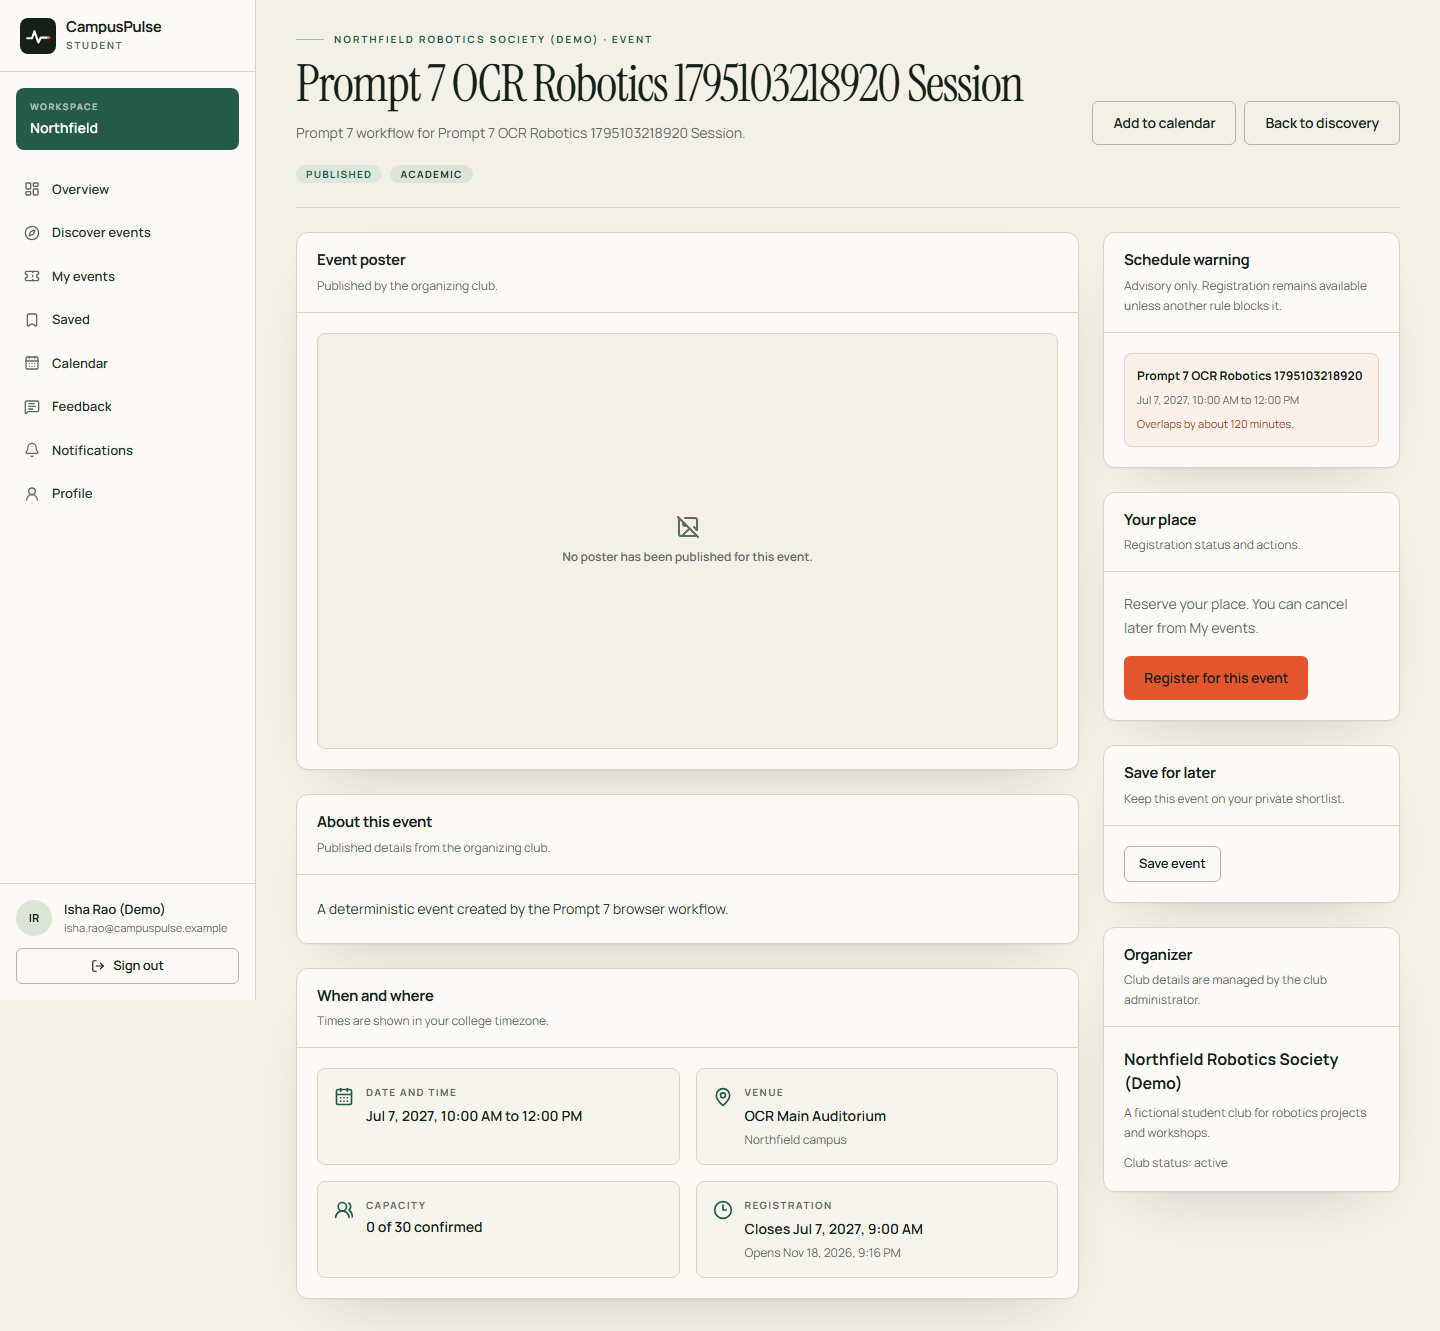 CampusPulse
STUDENT
WORKSPACE
Northfield
Overview
Discover events
My events
Saved
Calendar
Feedback
Notifications
Profile
IR
Isha Rao (Demo)
isha.rao@campuspulse.example
Sign out
NORTHFIELD ROBOTICS SOCIETY (DEMO) · EVENT
Prompt 7 OCR Robotics 1795103218920 Session
Prompt 7 workflow for Prompt 7 OCR Robotics 1795103218920 Session.
PUBLISHED
ACADEMIC
Add to calendar
Back to discovery
Event poster
Published by the organizing club.
No poster has been published for this event.
About this event
Published details from the organizing club.
A deterministic event created by the Prompt 7 browser workflow.
When and where
Times are shown in your college timezone.
DATE AND TIME
Jul 7, 2027, 10:00 AM to 12:00 PM
VENUE
OCR Main Auditorium
Northfield campus
CAPACITY
0 of 30 confirmed
REGISTRATION
Closes Jul 7, 2027, 9:00 AM
Opens Nov 18, 2026, 9:16 PM
Schedule warning
Advisory only. Registration remains available
unless another rule blocks it.
Prompt 7 OCR Robotics 1795103218920
Jul 7, 2027, 10:00 AM to 12:00 PM
Overlaps by about 120 minutes.
Your place
Registration status and actions.
Reserve your place. You can cancel
later from My events.
Register for this event
Save for later
Keep this event on your private shortlist.
Save event
Organizer
Club details are managed by the club
administrator.
Northfield Robotics Society
(Demo)
A fictional student club for robotics projects
and workshops.
Club status: active